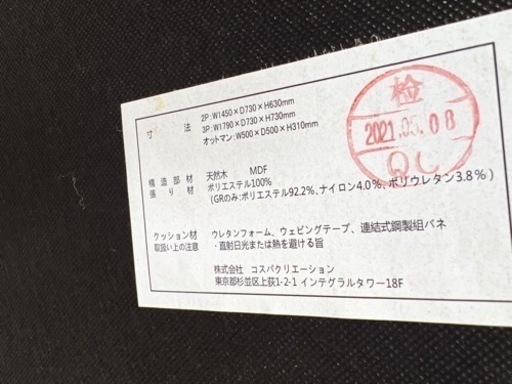 寸法 2P:W1450×D730×H630mm
3P:W1790×D730×H730mm
オットマン:W500×D500×H310mm
検
2021.05.08
QC
構造部材 天然木 MDF
張り材 ポリエステル100%
(GRのみ:ポリエステル92.2%、ナイロン4.0%、ポリウレタン3.8%)
クッション材 ウレタンフォーム、ウェビングテープ、連結式鋼製組バネ
取扱い上の注意 ・直射日光または熱を避ける旨
株式会社 コスパクリエーション
東京都杉並区上荻1-2-1 インテグラルタワー18F